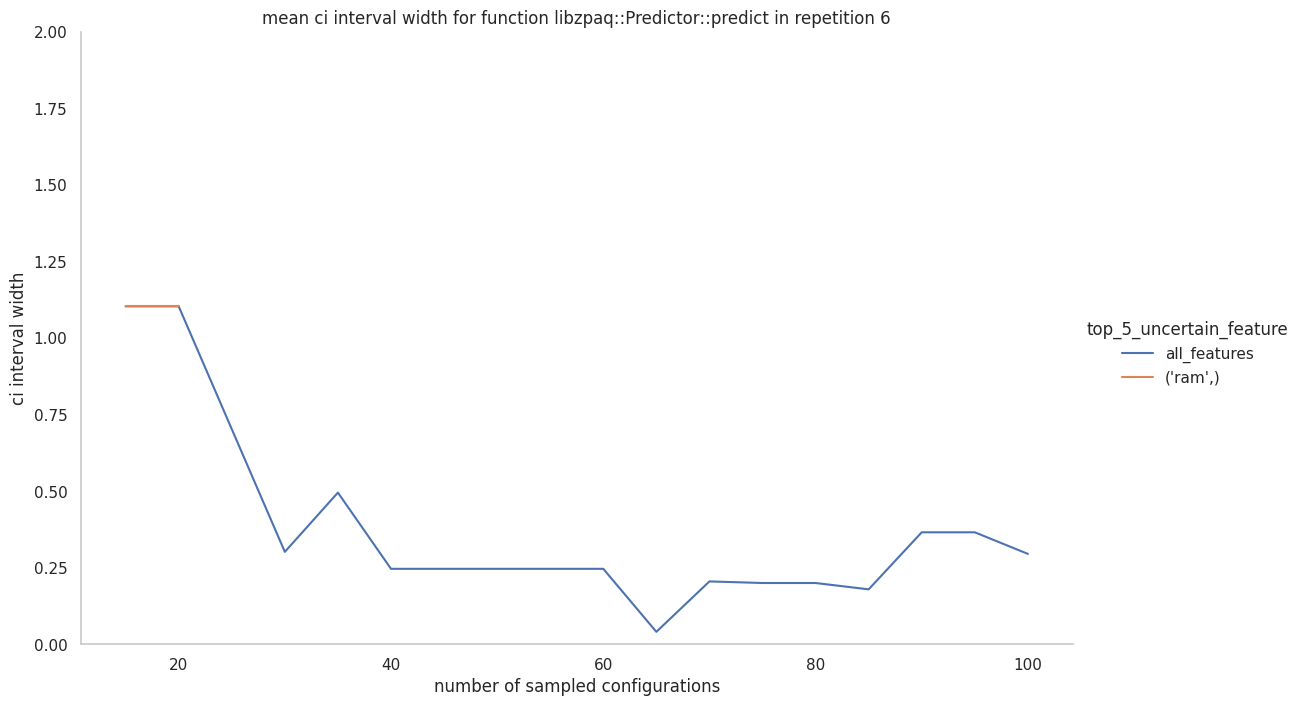 mean ci interval width for function libzpaq::Predictor::predict in repetition 6
2.00
1.75
1.50
1.25
1.00
0.75
0.50
0.25
0.00
ci interval width
20
40
60
80
100
number of sampled configurations
top_5_uncertain_feature
all_features
('ram',)